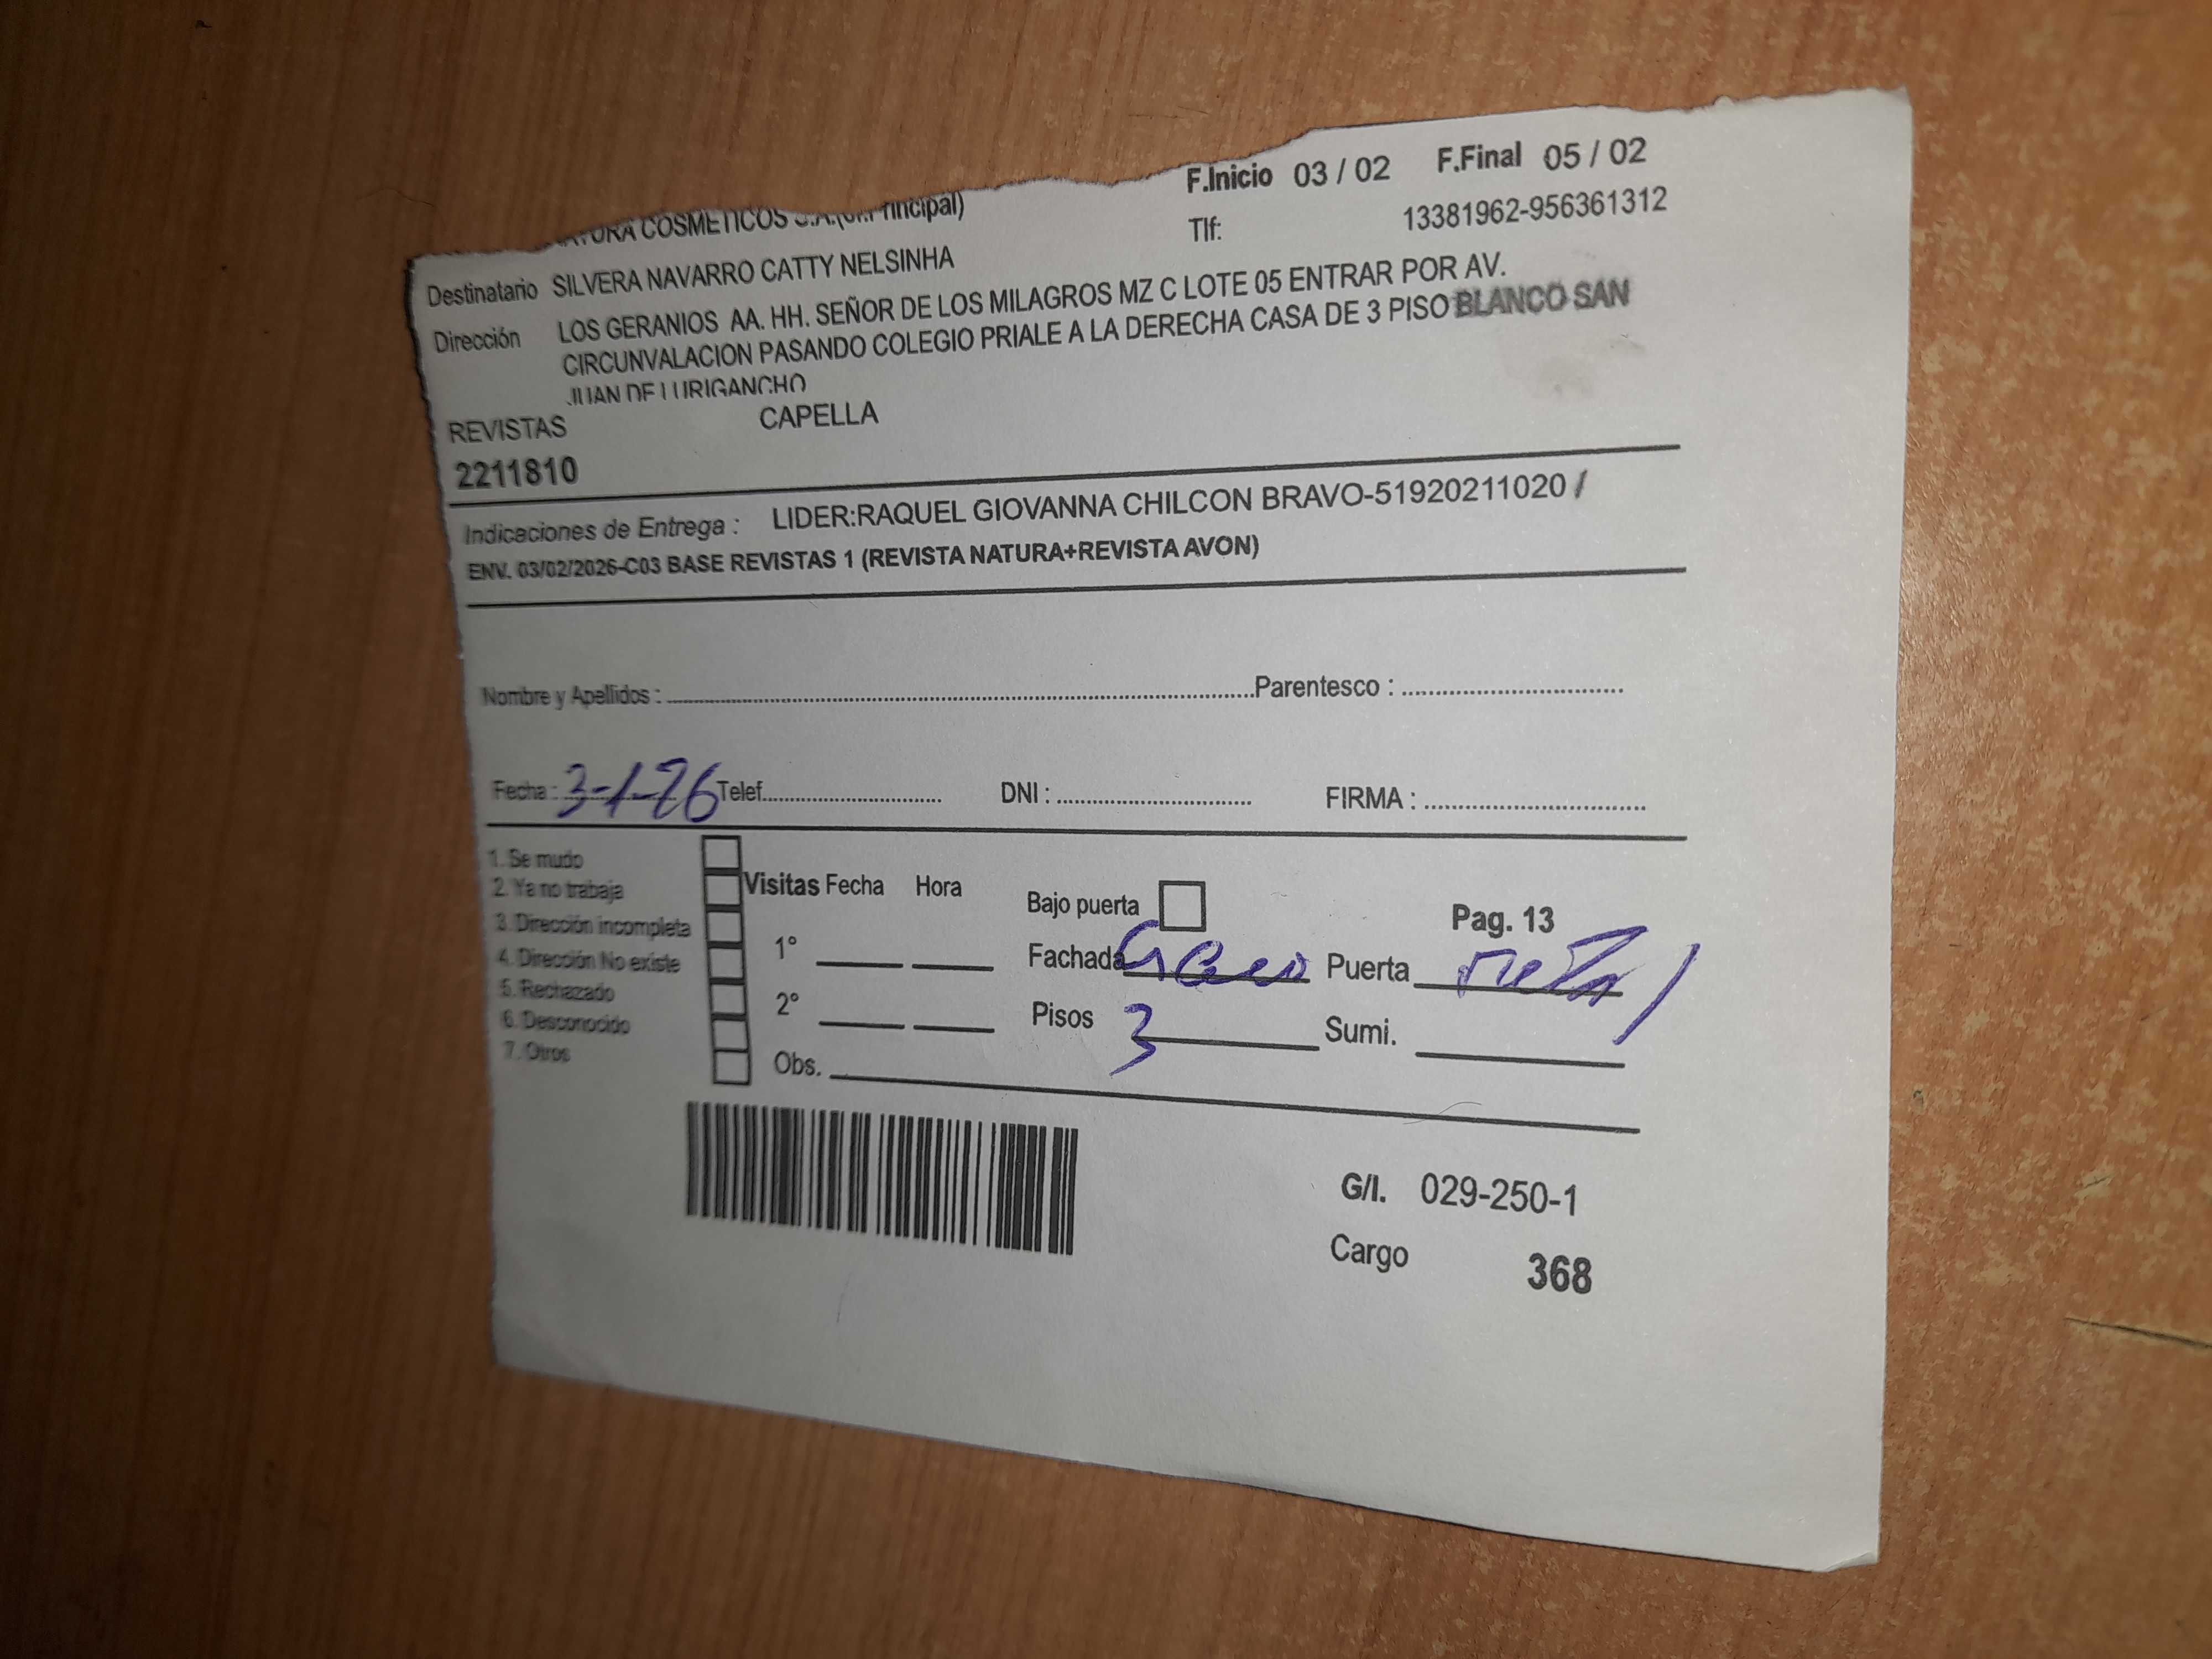 F.Inicio 03 / 02 F.Final 05 / 02
COSMETICOS S.A.(Of.Principal)
Tlf: 13381962-956361312
Destinatario SILVERA NAVARRO CATTY NELSINHA
Dirección LOS GERANIOS AA. HH. SEÑOR DE LOS MILAGROS MZ C LOTE 05 ENTRAR POR AV.
CIRCUNVALACION PASANDO COLEGIO PRIALE A LA DERECHA CASA DE 3 PISO BLANCO SAN
JUAN DE LURIGANCHO
REVISTAS CAPELLA
2211810
Indicaciones de Entrega : LIDER:RAQUEL GIOVANNA CHILCON BRAVO-51920211020 /
ENV. 03/02/2026-C03 BASE REVISTAS 1 (REVISTA NATURA+REVISTA AVON)
Nombre y Apellidos : Parentesco :
Fecha : 3-1-26 Telef. DNI : FIRMA :
1. Se mudo
2. Ya no trabaja
3. Dirección incompleta
4. Dirección No existe
5. Rechazado
6. Desconocido
7. Otros
Visitas Fecha Hora
1°
2°
Obs.
Bajo puerta
Pag. 13
Fachada Puerta metal
Pisos 3 Sumi.
G/I. 029-250-1
Cargo 368